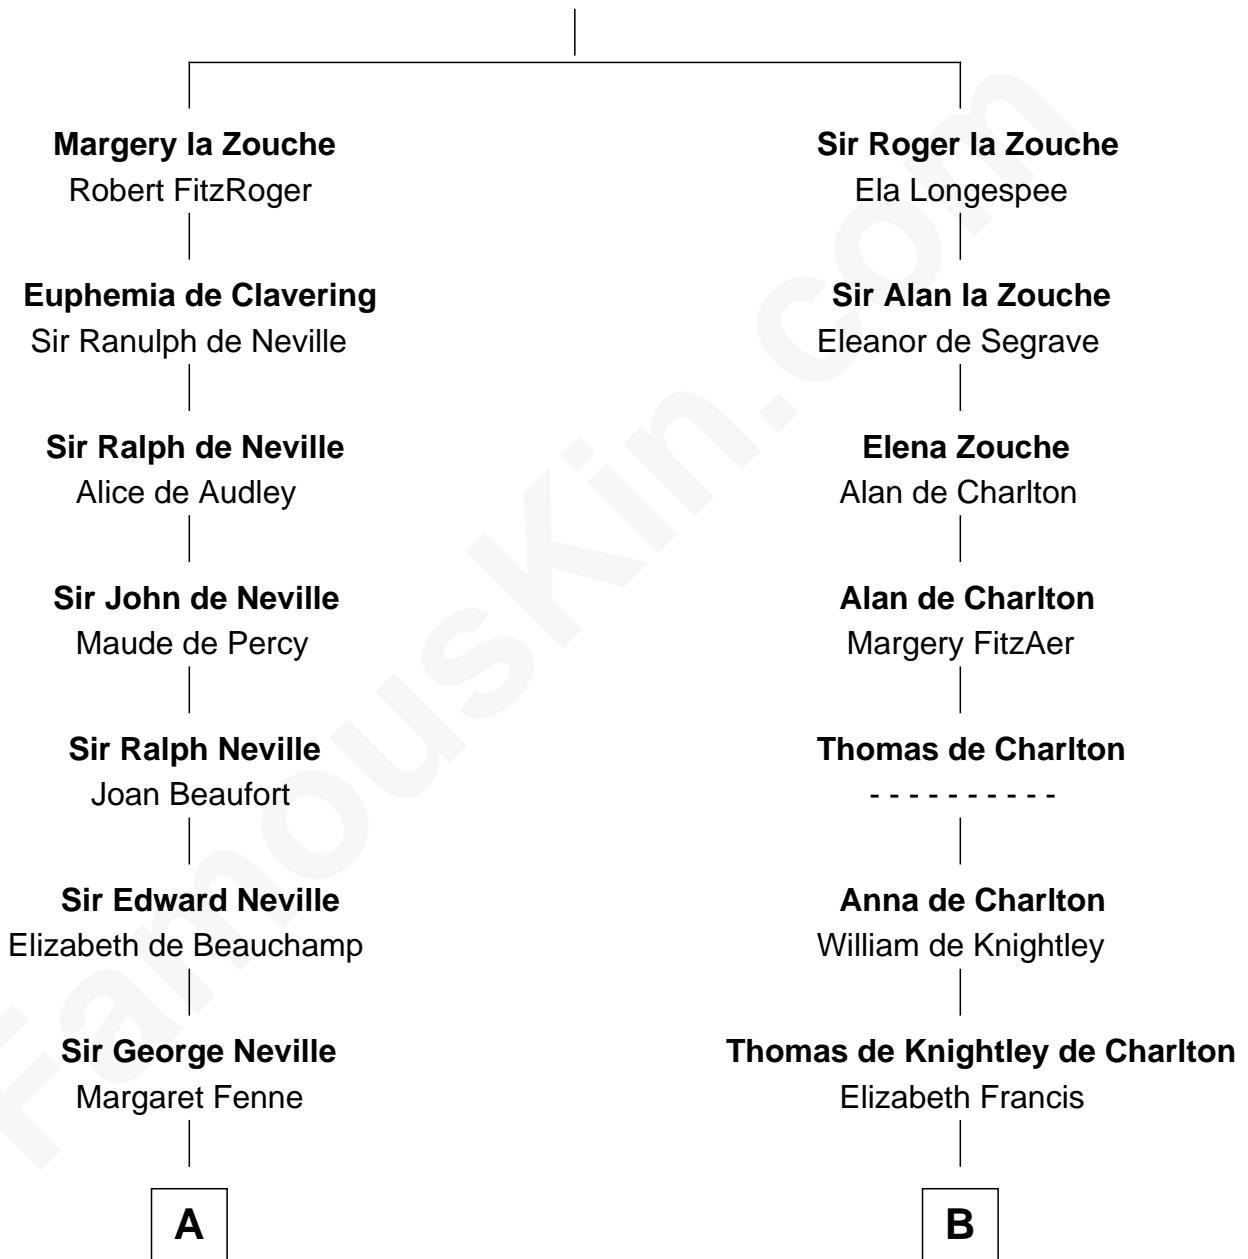 Margery la Zouche
Robert FitzRoger
Euphemia de Clavering
Sir Ranulph de Neville
Sir Ralph de Neville
Alice de Audley
Sir John de Neville
Maude de Percy
Sir Ralph Neville
Joan Beaufort
Sir Edward Neville
Elizabeth de Beauchamp
Sir George Neville
Margaret Fenne
A
Sir Roger la Zouche
Ela Longespee
Sir Alan la Zouche
Eleanor de Segrave
Elena Zouche
Alan de Charlton
Alan de Charlton
Margery FitzAer
Thomas de Charlton
- - - - - - - - - -
Anna de Charlton
William de Knightley
Thomas de Knightley de Charlton
Elizabeth Francis
B
FamousKin.com